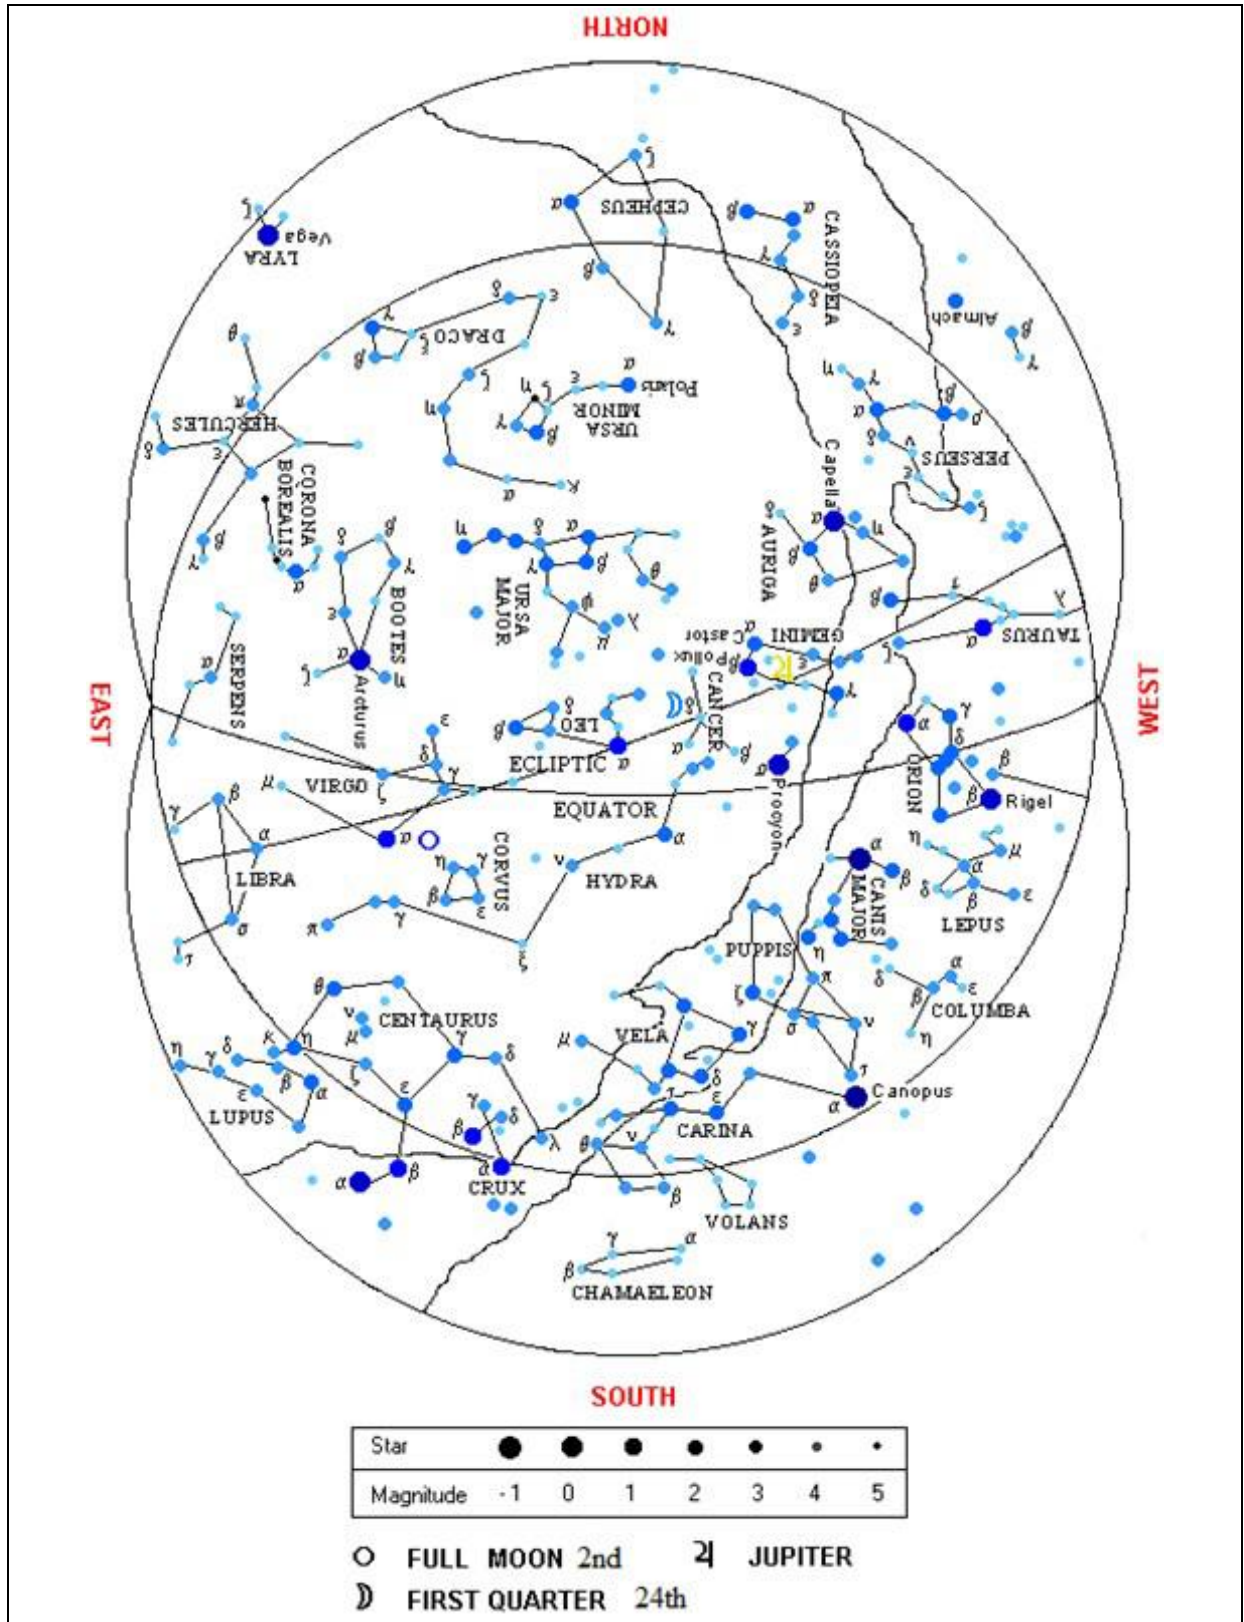 NORTH
ζ
α
CEPHEUS
β
γ
β
α
CASSIOPEIA
γ
δ
ε
ζ
Vega
LYRA
Almach
β
γ
δ
ε
γ
DRACO
β
ξ
ζ
η
κ
α
α
Polaris
ε
ζ
η
URSA
MINOR
γ
β
η
γ
α
β
ρ
δ
ν
PERSEUS
ε
ζ
θ
π
HERCULES
δ
ε
β
γ
CORONA
BOREALIS
α
δ
β
γ
BOOTES
ε
α
ζ
η
Arcturus
η
δ
α
γ
β
URSA
MAJOR
θ
ψ
λ
μ
Capella
δ
α
η
AURIGA
β
θ
β
τ
λ
TAURUS
α
ζ
α
Castor
GEMINI
Pollux
β
ε
γ
SERPENS
α
EAST
WEST
CANCER
δ
α
β
δ
LEO
β
ECLIPTIC
α
ε
δ
γ
VIRGO
ζ
μ
α
EQUATOR
α
Procyon
α
γ
δ
ORION
β
β
Rigel
β
γ
α
LIBRA
σ
τ
CORVUS
η
γ
β
ε
ν
HYDRA
α
π
γ
ξ
α
β
CANIS
MAJOR
η
η
μ
α
δ
β
ε
LEPUS
PUPPIS
π
ζ
σ
ν
τ
δ
α
β
ε
COLUMBA
η
θ
ν
CENTAURUS
μ
γ
δ
κ
η
ζ
ε
η
γ
δ
β
α
ε
LUPUS
μ
VELA
γ
δ
τ
ε
Canopus
α
CARINA
θ
ν
β
γ
δ
β
λ
α
CRUX
α
β
VOLANS
γ
α
β
CHAMAELEON
SOUTH
Star
Magnitude -1 0 1 2 3 4 5
FULL MOON 2nd ♃ JUPITER
FIRST QUARTER 24th